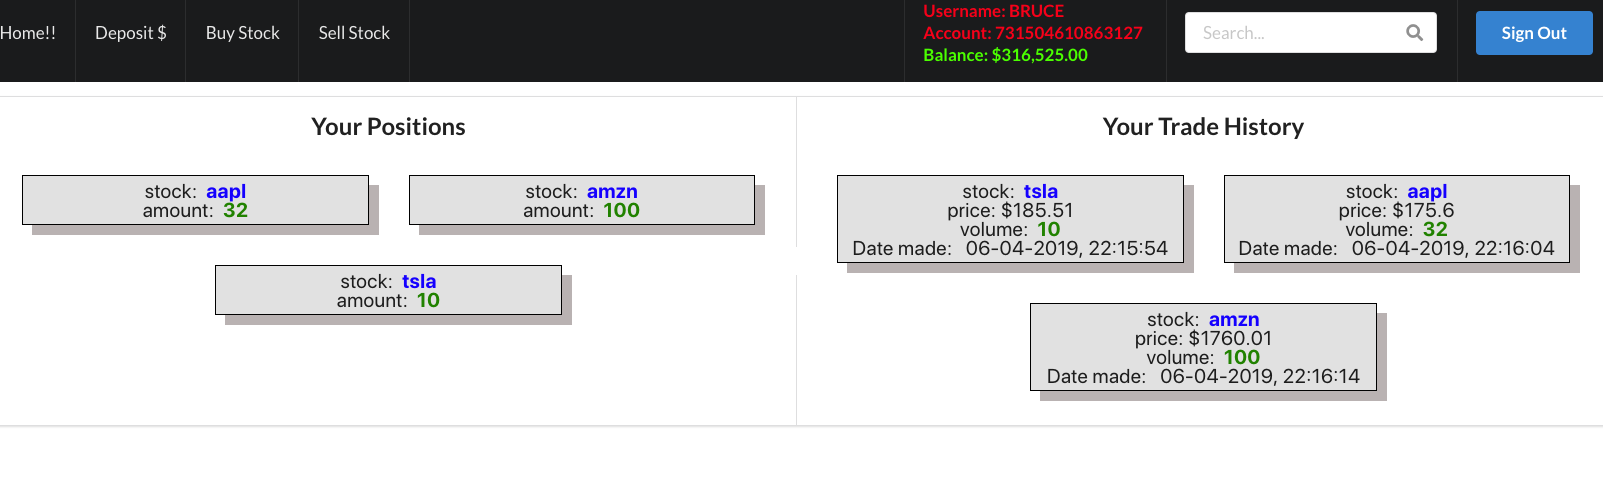 Home!! Deposit $ Buy Stock Sell Stock
Username: BRUCE
Account: 731504610863127
Balance: $316,525.00
Search...
Sign Out
Your Positions
stock: aapl
amount: 32
stock: amzn
amount: 100
stock: tsla
amount: 10
Your Trade History
stock: tsla
price: $185.51
volume: 10
Date made: 06-04-2019, 22:15:54
stock: aapl
price: $175.6
volume: 32
Date made: 06-04-2019, 22:16:04
stock: amzn
price: $1760.01
volume: 100
Date made: 06-04-2019, 22:16:14